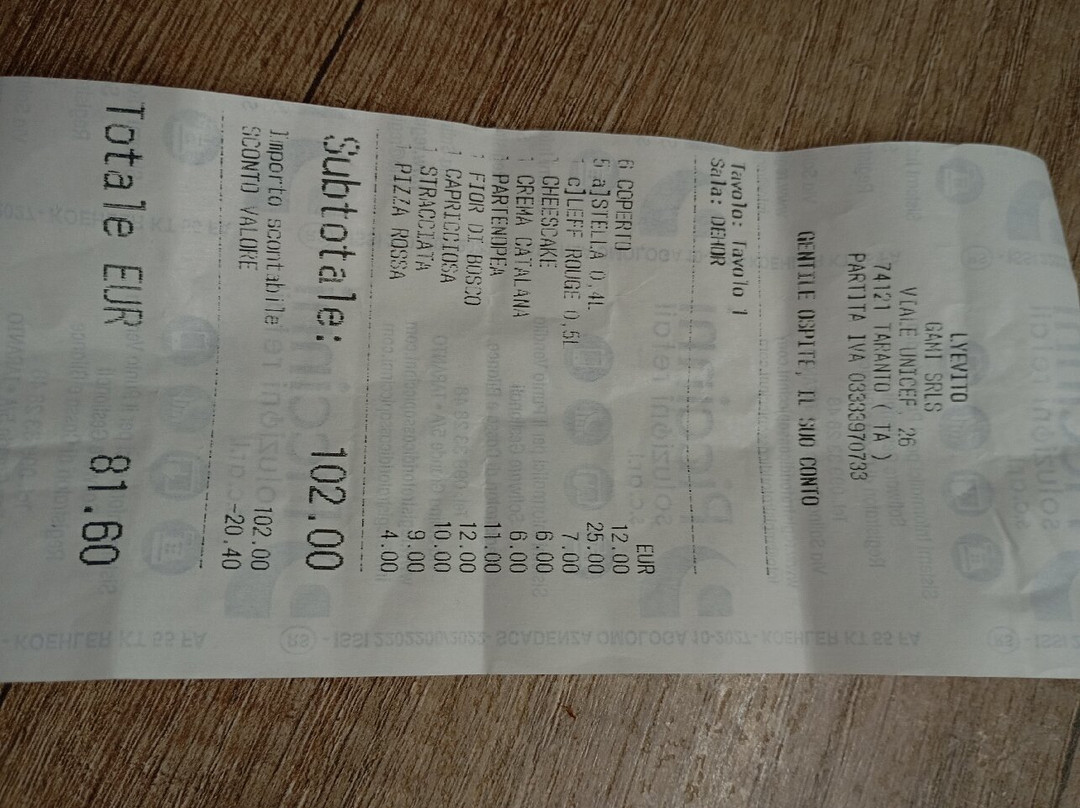 LYEVITO
GAMI SRLS
VIALE UNICEF 26
74121 TARANTO ( TA )
PARTITA IVA 03333970733
GENTILE OSPITE, IL SUO CONTO
Tavolo: Tavolo 1
Sala: DEHOR
EUR
6 COPERTO 12.00
5 a]STELLA 0,4L 25.00
1 c]LEFF ROUGE 0,5L 7.00
1 CHEESCAKE 6.00
1 CREMA CATALANA 6.00
1 PARTENOPEA 11.00
1 FIOR DI BOSCO 12.00
1 CAPRICCIOSA 10.00
1 STRACCIATA 9.00
1 PIZZA ROSSA 4.00
Subtotale: 102.00
Importo scontabile 102.00
SCONTO VALORE -20.40
Totale EUR 81.60